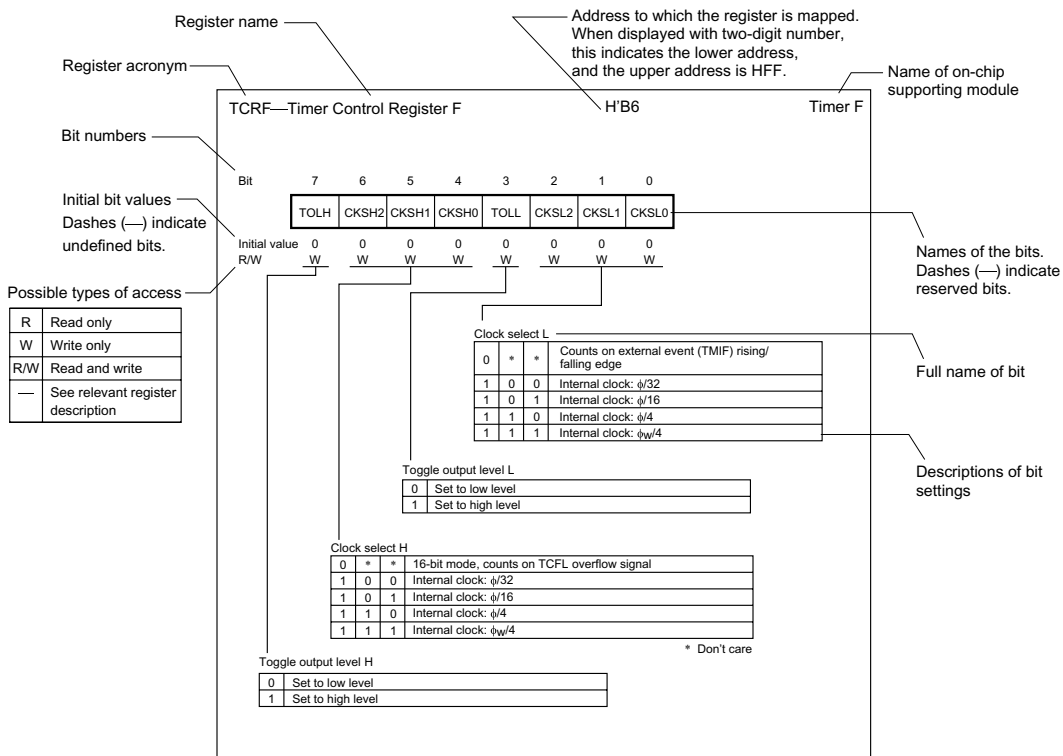 Register name
Register acronym
Address to which the register is mapped.
When displayed with two-digit number,
this indicates the lower address,
and the upper address is HFF.
Name of on-chip
supporting module
TCRF—Timer Control Register F H'B6 Timer F
Bit numbers
Bit 7 6 5 4 3 2 1 0
TOLH CKSH2 CKSH1 CKSH0 TOLL CKSL2 CKSL1 CKSL0
Initial bit values
Dashes (—) indicate
undefined bits.
Initial value 0 0 0 0 0 0 0 0
R/W W W W W W W W W
Names of the bits.
Dashes (—) indicate
reserved bits.
Possible types of access
R Read only
W Write only
R/W Read and write
— See relevant register
description
Clock select L
0 * * Counts on external event (TMIF) rising/
falling edge
1 0 0 Internal clock: ϕ/32
1 0 1 Internal clock: ϕ/16
1 1 0 Internal clock: ϕ/4
1 1 1 Internal clock: ϕw/4
Full name of bit
Descriptions of bit
settings
Toggle output level L
0 Set to low level
1 Set to high level
Clock select H
0 * * 16-bit mode, counts on TCFL overflow signal
1 0 0 Internal clock: ϕ/32
1 0 1 Internal clock: ϕ/16
1 1 0 Internal clock: ϕ/4
1 1 1 Internal clock: ϕw/4
* Don't care
Toggle output level H
0 Set to low level
1 Set to high level